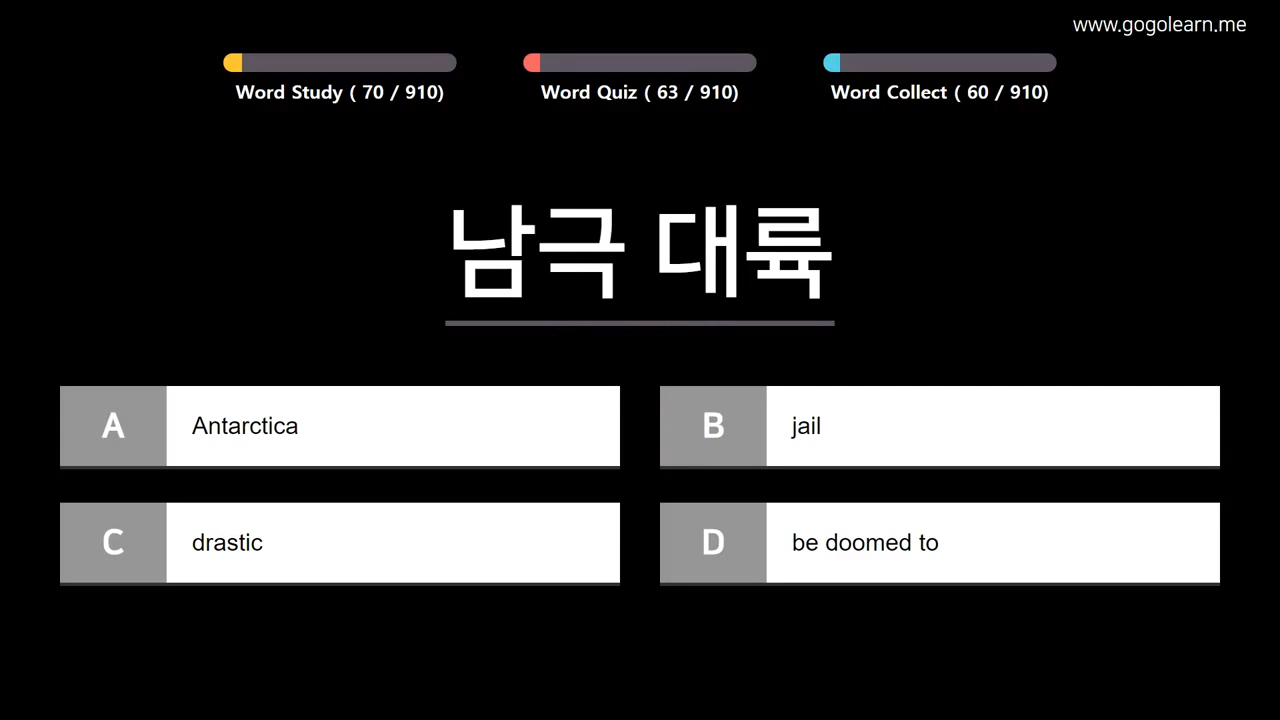 www.gogolearn.me
Word Study ( 70 / 910)
Word Quiz ( 63 / 910)
Word Collect ( 60 / 910)
남극 대륙
A Antarctica
B jail
C drastic
D be doomed to